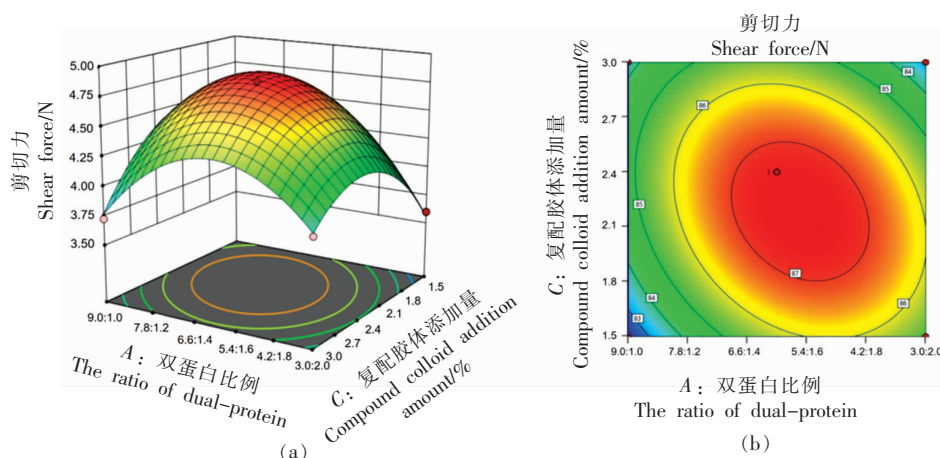 剪切力
Shear force/N
5.00
4.75
4.50
4.25
4.00
3.75
3.50
9.0:1.0
7.8:1.2
6.6:1.4
5.4:1.6
4.2:1.8
3.0:2.0
3.0
2.7
2.4
2.1
1.8
1.5
A：双蛋白比例
The ratio of dual-protein
C：复配胶体添加量
Compound colloid addition
amount/%
(a)
剪切力
Shear force/N
C：复配胶体添加量
Compound colloid addition amount/%
3.0
2.7
2.4
2.1
1.8
1.5
84
85
86
85
87
86
84
83
9.0:1.0
7.8:1.2
6.6:1.4
5.4:1.6
4.2:1.8
3.0:2.0
A：双蛋白比例
The ratio of dual-protein
(b)